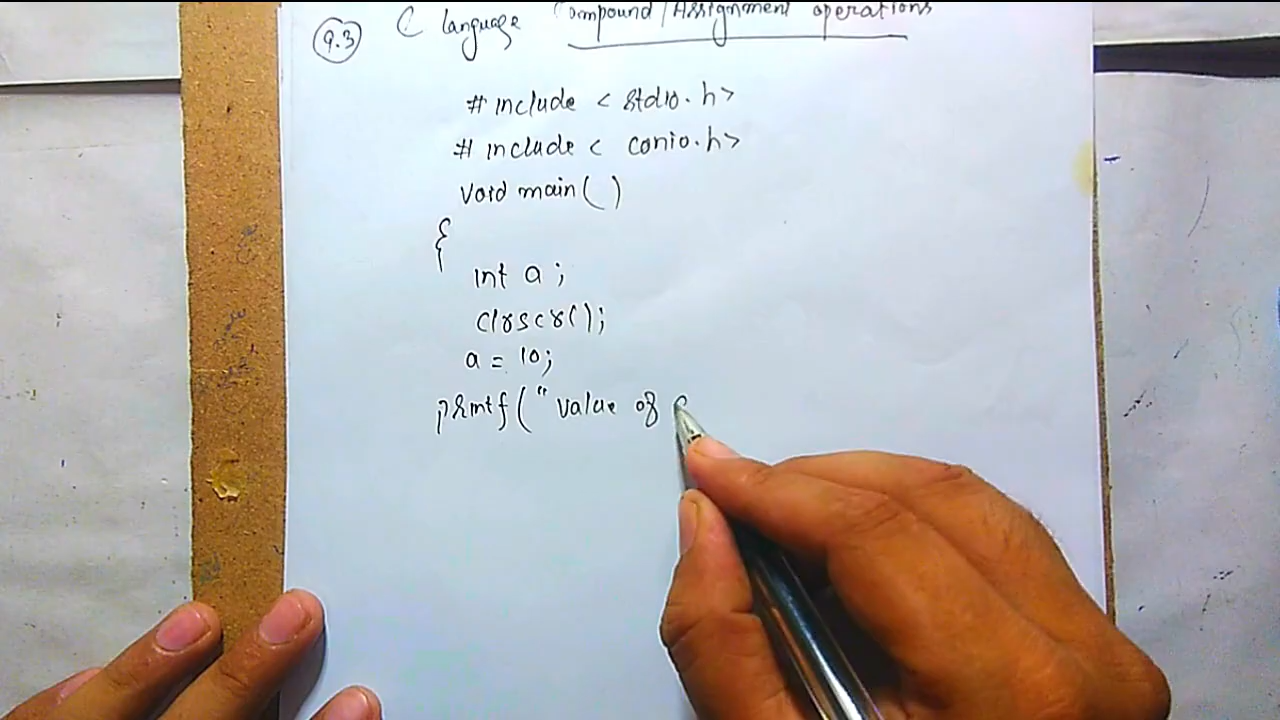 9.3 C language Compound/Assignment operations
# include < stdio.h>
# include < conio.h>
void main( )
{
int a ;
clrscr();
a = 10;
printf(" value of